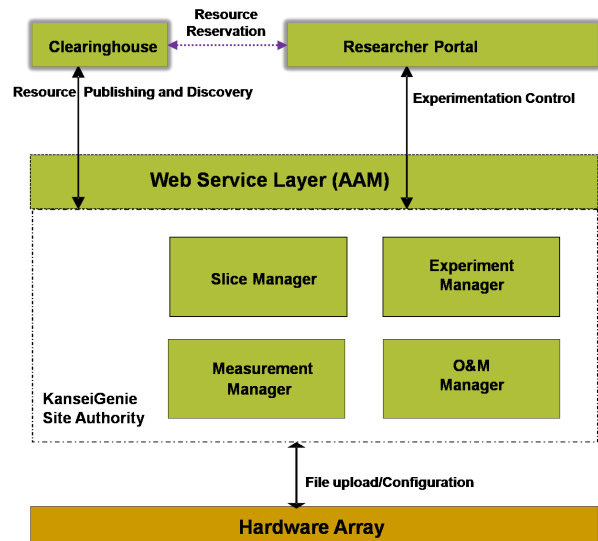 Resource
Reservation
Clearinghouse
Researcher Portal
Resource Publishing and Discovery
Experimentation Control
Web Service Layer (AAM)
Slice Manager
Experiment
Manager
Measurement
Manager
O&M
Manager
KanseiGenie
Site Authority
File upload/Configuration
Hardware Array